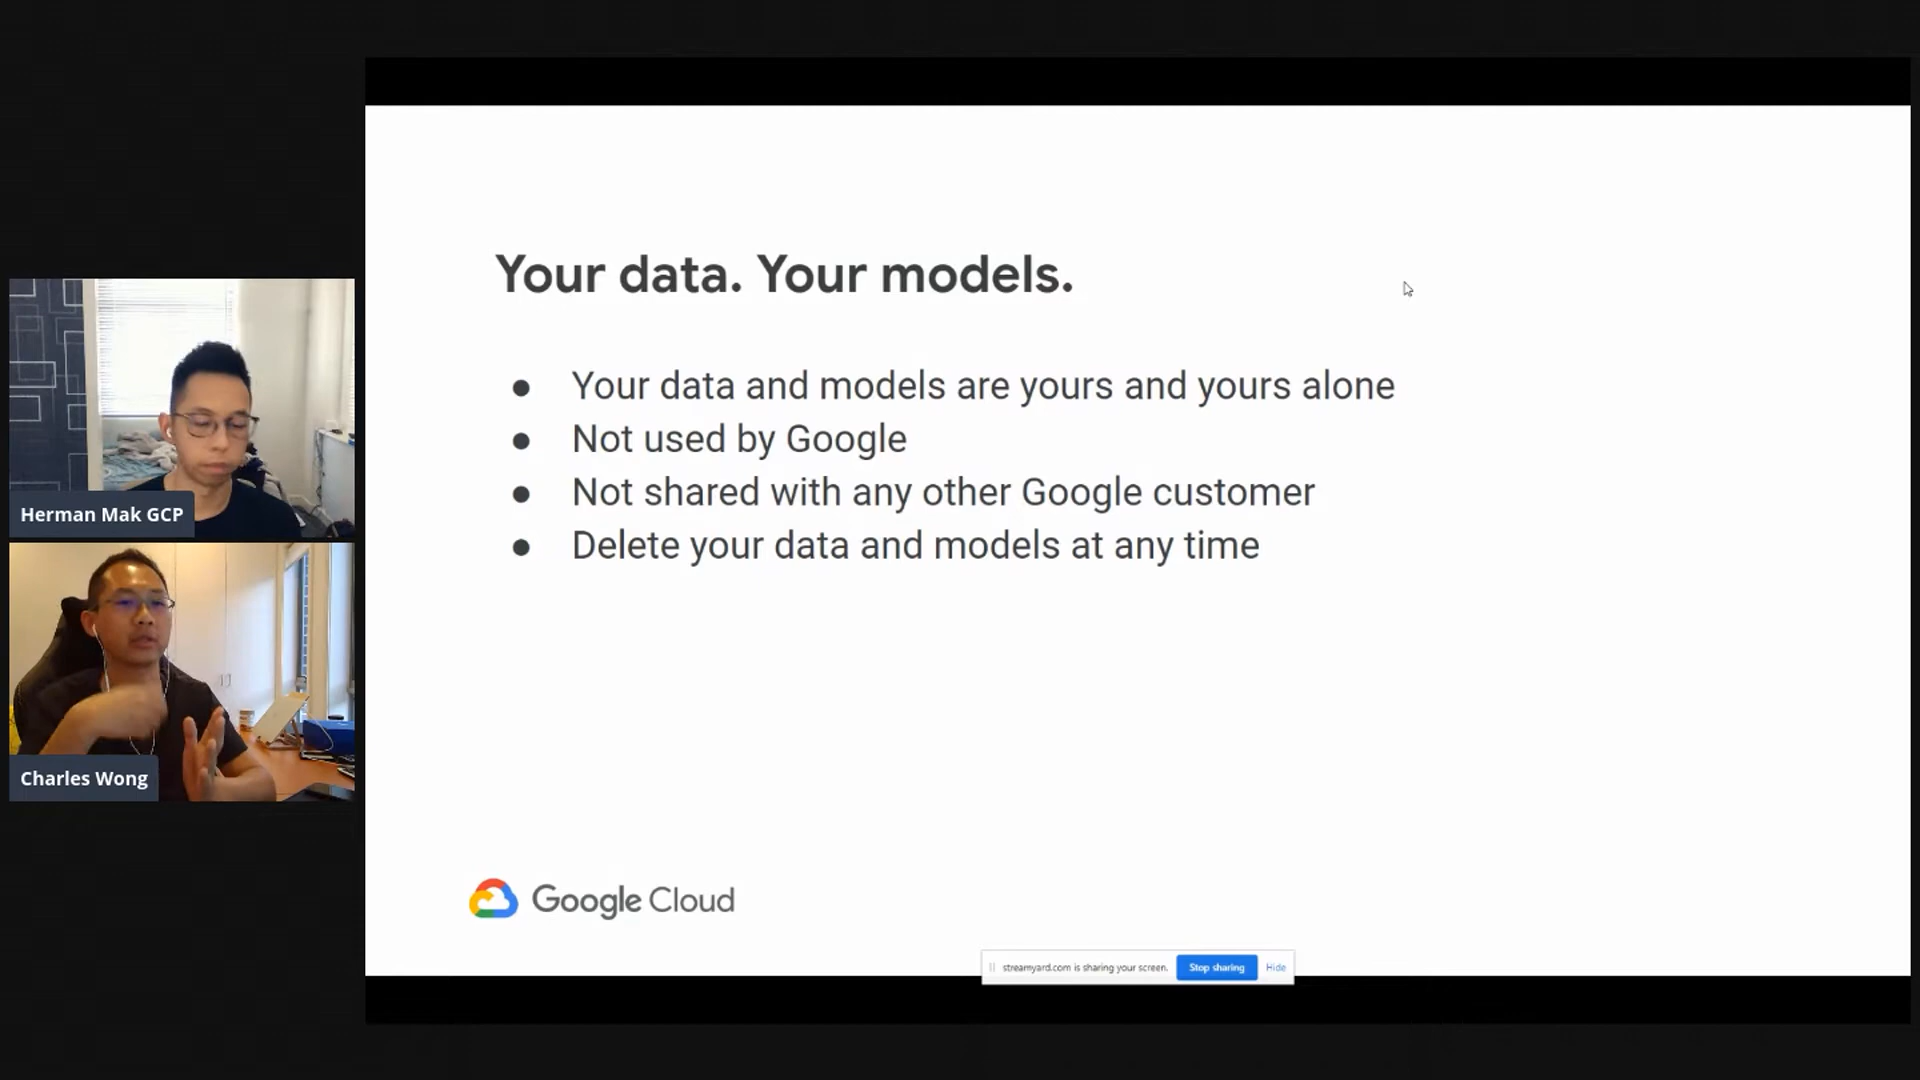 Your data. Your models.
● Your data and models are yours and yours alone
● Not used by Google
● Not shared with any other Google customer
● Delete your data and models at any time
Herman Mak GCP
Charles Wong
Google Cloud
streamyard.com is sharing your screen. Stop sharing Hide